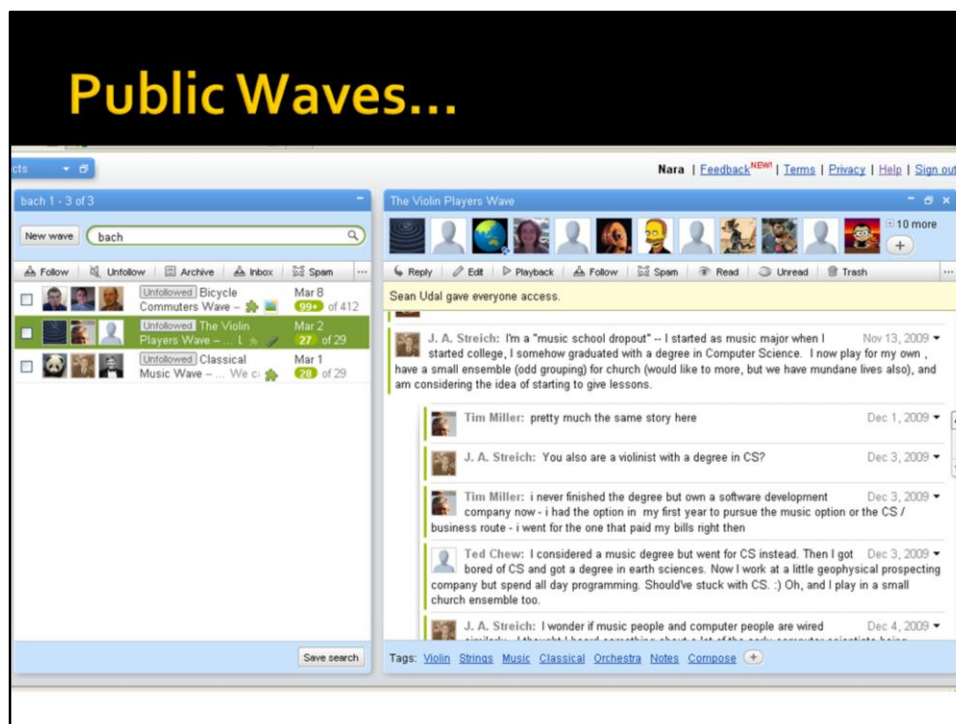 Public Waves...
cts
Nara | Feedback NEW! | Terms | Privacy | Help | Sign out
bach 1 - 3 of 3
New wave
bach
Follow Unfollow Archive Inbox Spam ...
Unfollowed Bicycle Mar 8
Commuters Wave – 99+ of 412
Unfollowed The Violin Mar 2
Players Wave – ... L 27 of 29
Unfollowed Classical Mar 1
Music Wave – ... We c 28 of 29
Save search
The Violin Players Wave
10 more
+
Reply Edit Playback Follow Spam Read Unread Trash ...
Sean Udal gave everyone access.
J. A. Streich: I'm a "music school dropout" -- I started as music major when I Nov 13, 2009
started college, I somehow graduated with a degree in Computer Science. I now play for my own ,
have a small ensemble (odd grouping) for church (would like to more, but we have mundane lives also), and
am considering the idea of starting to give lessons.
Tim Miller: pretty much the same story here Dec 1, 2009
J. A. Streich: You also are a violinist with a degree in CS? Dec 3, 2009
Tim Miller: i never finished the degree but own a software development Dec 3, 2009
company now - i had the option in my first year to pursue the music option or the CS /
business route - i went for the one that paid my bills right then
Ted Chew: I considered a music degree but went for CS instead. Then I got Dec 3, 2009
bored of CS and got a degree in earth sciences. Now I work at a little geophysical prospecting
company but spend all day programming. Should've stuck with CS. :) Oh, and I play in a small
church ensemble too.
J. A. Streich: I wonder if music people and computer people are wired Dec 4, 2009
Tags: Violin Strings Music Classical Orchestra Notes Compose +